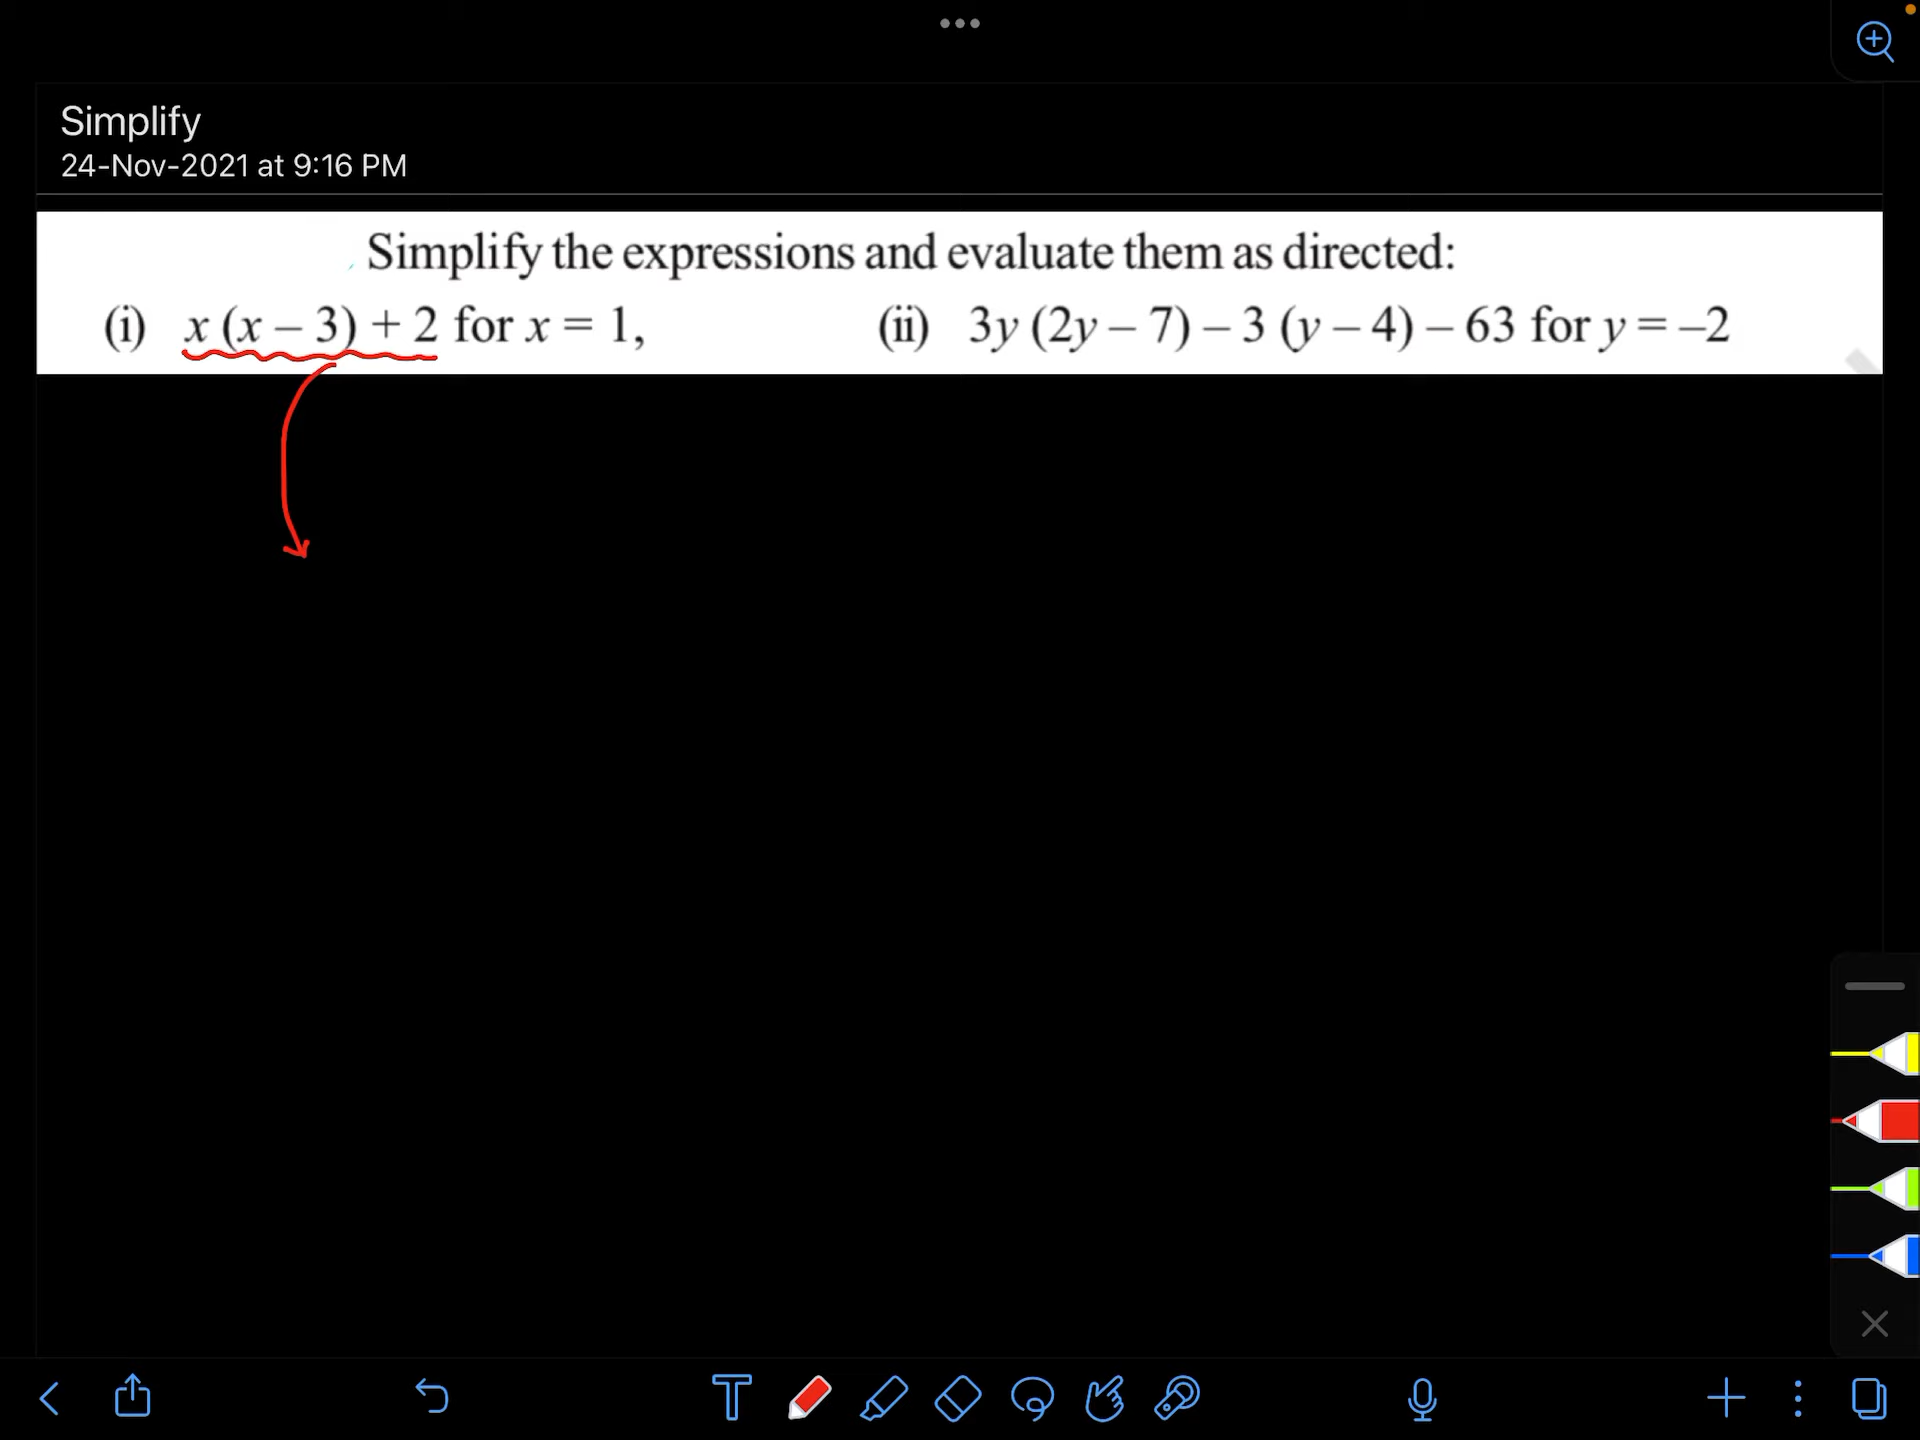 Simplify
24-Nov-2021 at 9:16 PM
Simplify the expressions and evaluate them as directed:
(i) x (x – 3) + 2 for x = 1, (ii) 3y (2y – 7) – 3 (y – 4) – 63 for y = –2